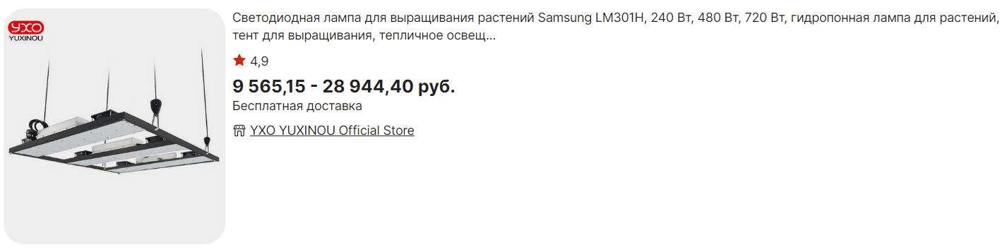 YXO
YUXINOU
Светодиодная лампа для выращивания растений Samsung LM301H, 240 Вт, 480 Вт, 720 Вт, гидропонная лампа для растений,
тент для выращивания, тепличное освещ...
4,9
9 565,15 - 28 944,40 руб.
Бесплатная доставка
YXO YUXINOU Official Store